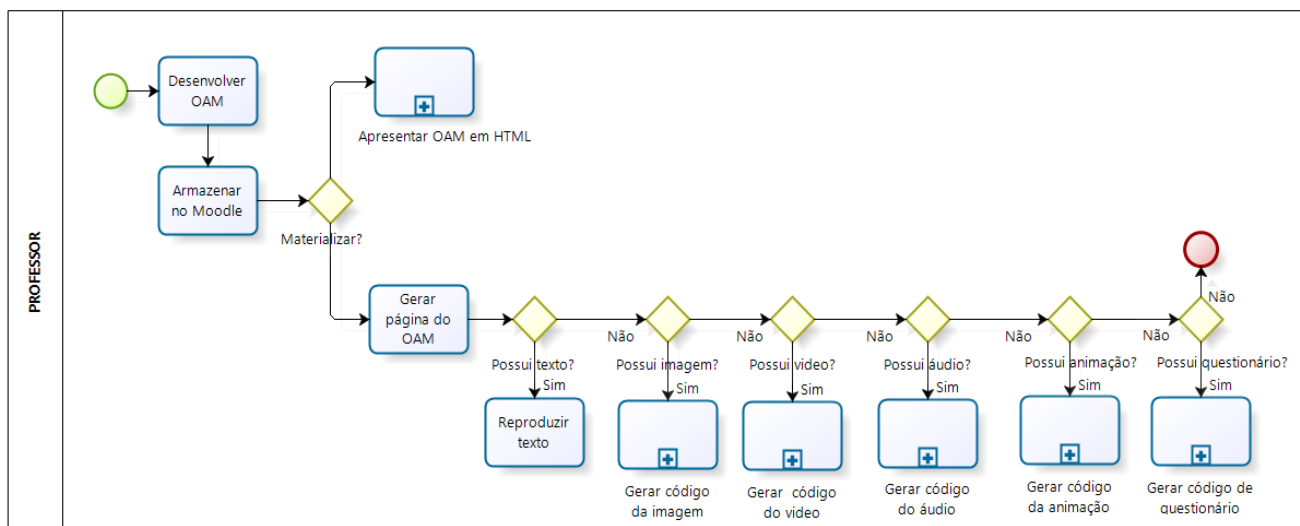 PROFESSOR
Desenvolver
OAM
Armazenar
no Moodle
Materializar?
Apresentar OAM em HTML
Gerar
página do
OAM
Possui texto?
Sim
Não
Reproduzir
texto
Possui imagem?
Sim
Não
Gerar código
da imagem
Possui video?
Sim
Não
Gerar código
do video
Possui áudio?
Sim
Não
Gerar código
do áudio
Possui animação?
Sim
Não
Gerar código
da animação
Possui questionário?
Sim
Não
Gerar código de
questionário